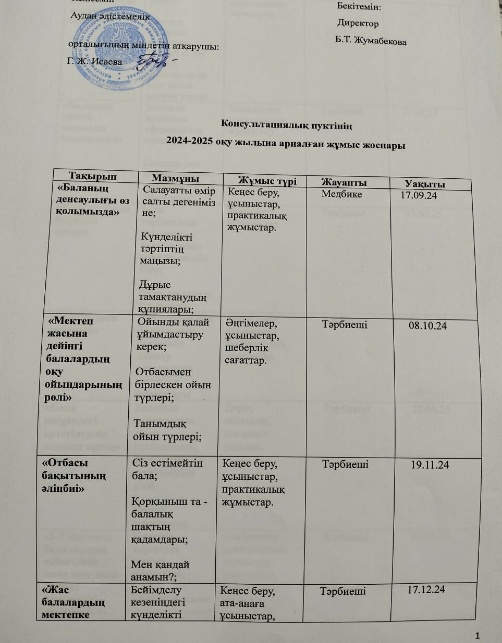 Аудан әдістемелік
орталығының міндетін атқарушы:
Г. Ж. Исаева
Бекітемін:
Директор
Б.Т. Жумабекова
Консультациялық пуктінің
2024-2025 оқу жылына арналған жұмыс жоспары
Тақырып Мазмұны Жұмыс түрі Жауапты Уақыты
«Баланың
денсаулығы өз
қолымызда»
Салауатты өмір
салты дегеніміз
не;
Күнделікті
тәртіптің
маңызы;
Дұрыс
тамақтанудың
құпиялары;
Кеңес беру,
ұсыныстар,
практикалық
жұмыстар.
Медбике
17.09.24
«Мектеп
жасына
дейінгі
балалардың
оқу
ойындарының
рөлі»
Ойынды қалай
ұйымдастыру
керек;
Отбасымен
бірлескен ойын
түрлері;
Танымдық
ойын түрлері;
Әңгімелер,
ұсыныстар,
шеберлік
сағаттар.
Тәрбиеші
08.10.24
«Отбасы
бақытының
әліпбиі»
Сіз естімейтін
бала;
Қорқыныш та -
балалық
шақтың
қадамдары;
Мен қандай
анамын?;
Кеңес беру,
ұсыныстар,
практикалық
жұмыстар.
Тәрбиеші
19.11.24
«Жас
балалардың
мектепке
Бейімделу
кезеңіндегі
күнделікті
Кеңес беру,
ата-анаға
ұсыныстар,
Тәрбиеші
17.12.24
1